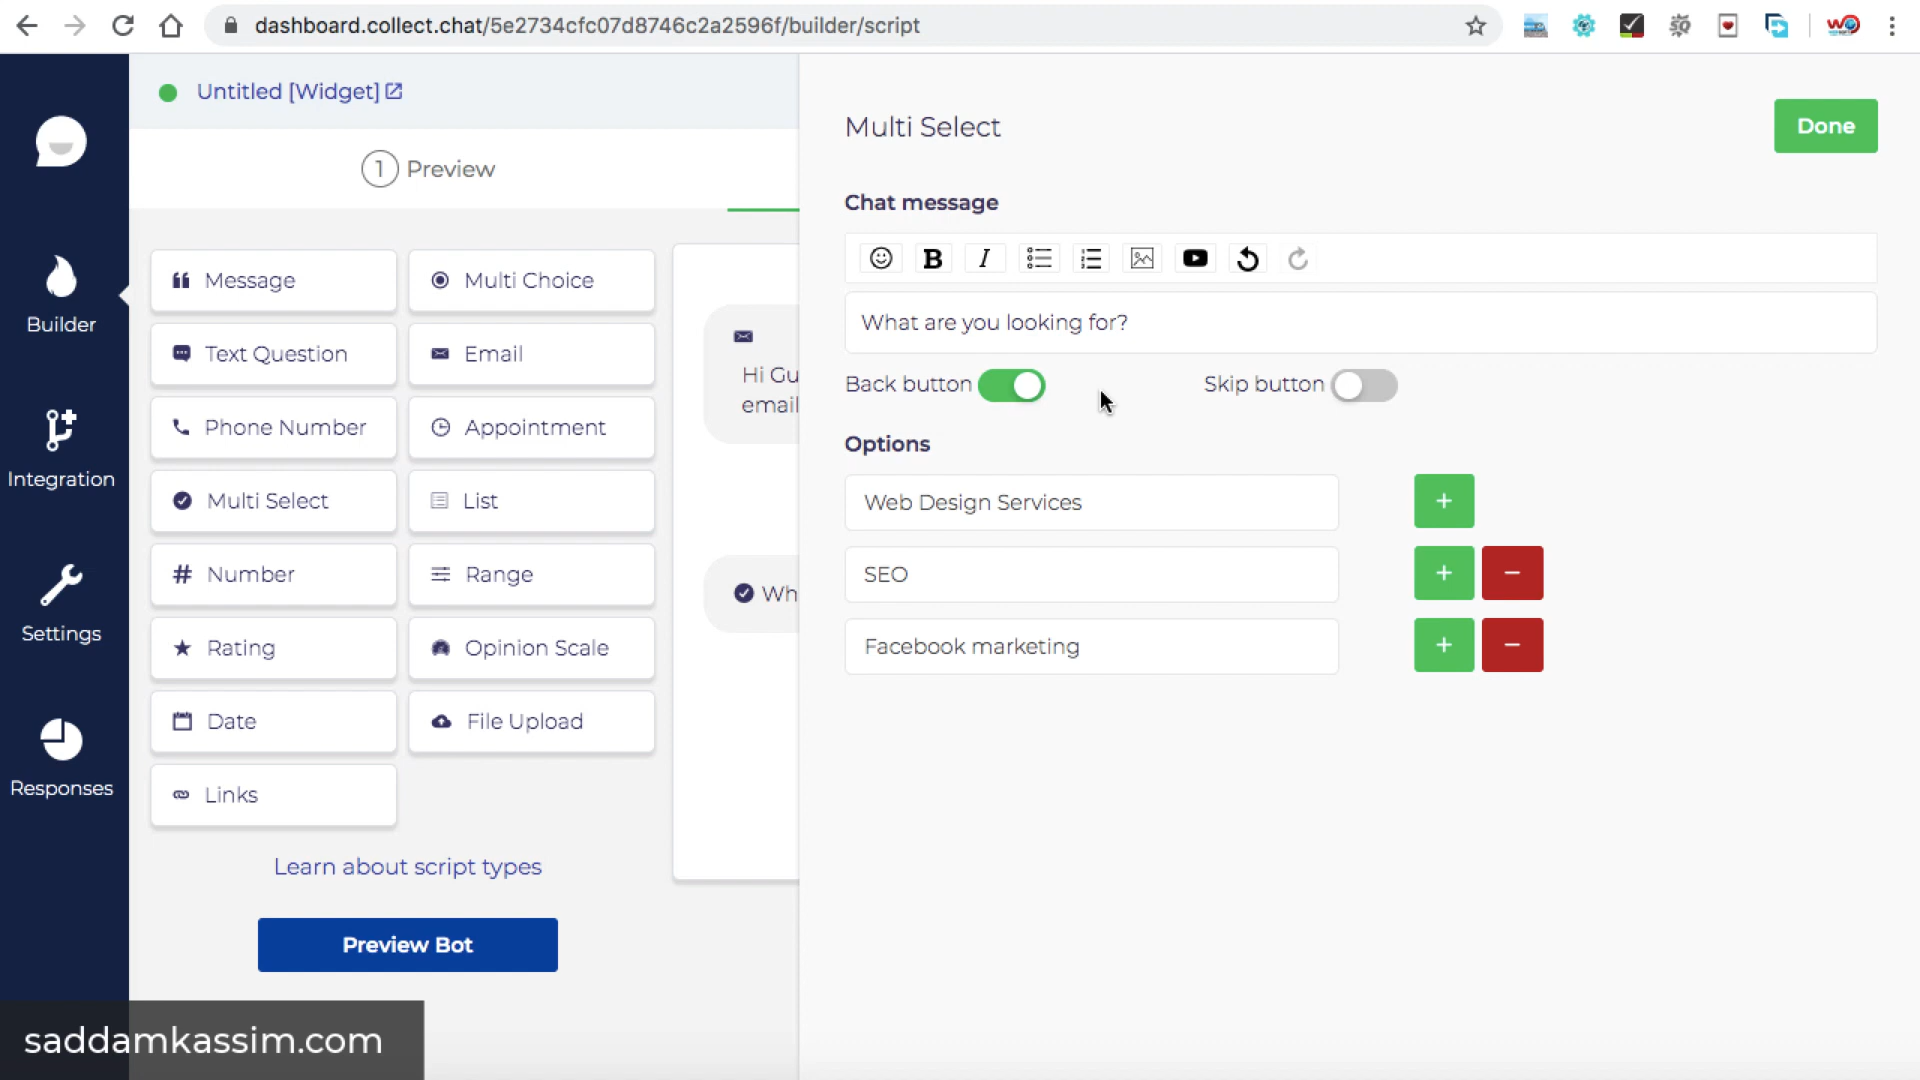 dashboard.collect.chat/5e2734cfc07d8746c2a2596f/builder/script
Untitled [Widget]
1 Preview
Multi Select
Done
Chat message
What are you looking for?
Back button
Skip button
Options
Web Design Services
+
SEO
+ −
Facebook marketing
+ −
Builder
Integration
Settings
Responses
Message
Multi Choice
Text Question
Email
Phone Number
Appointment
Multi Select
List
Number
Range
Rating
Opinion Scale
Date
File Upload
Links
Learn about script types
Preview Bot
Hi Gu
email
Wh
saddamkassim.com